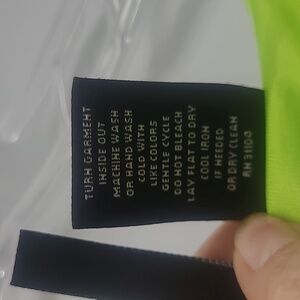 TURN GARMENT
INSIDE OUT
MACHINE WASH
OR HAND WASH
COLD WITH
LIKE COLORS
GENTLE CYCLE
DO NOT BLEACH
LAY FLAT TO DRY
COOL IRON
IF NEEDED
OR DRY CLEAN
RN 31100